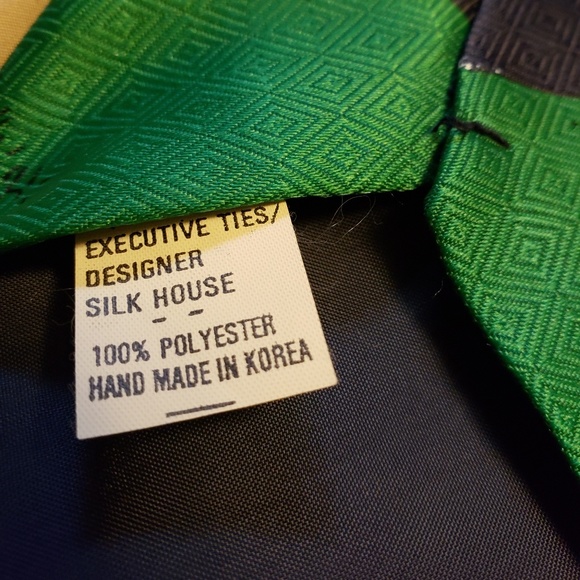 EXECUTIVE TIES/
DESIGNER
SILK HOUSE
100% POLYESTER
HAND MADE IN KOREA